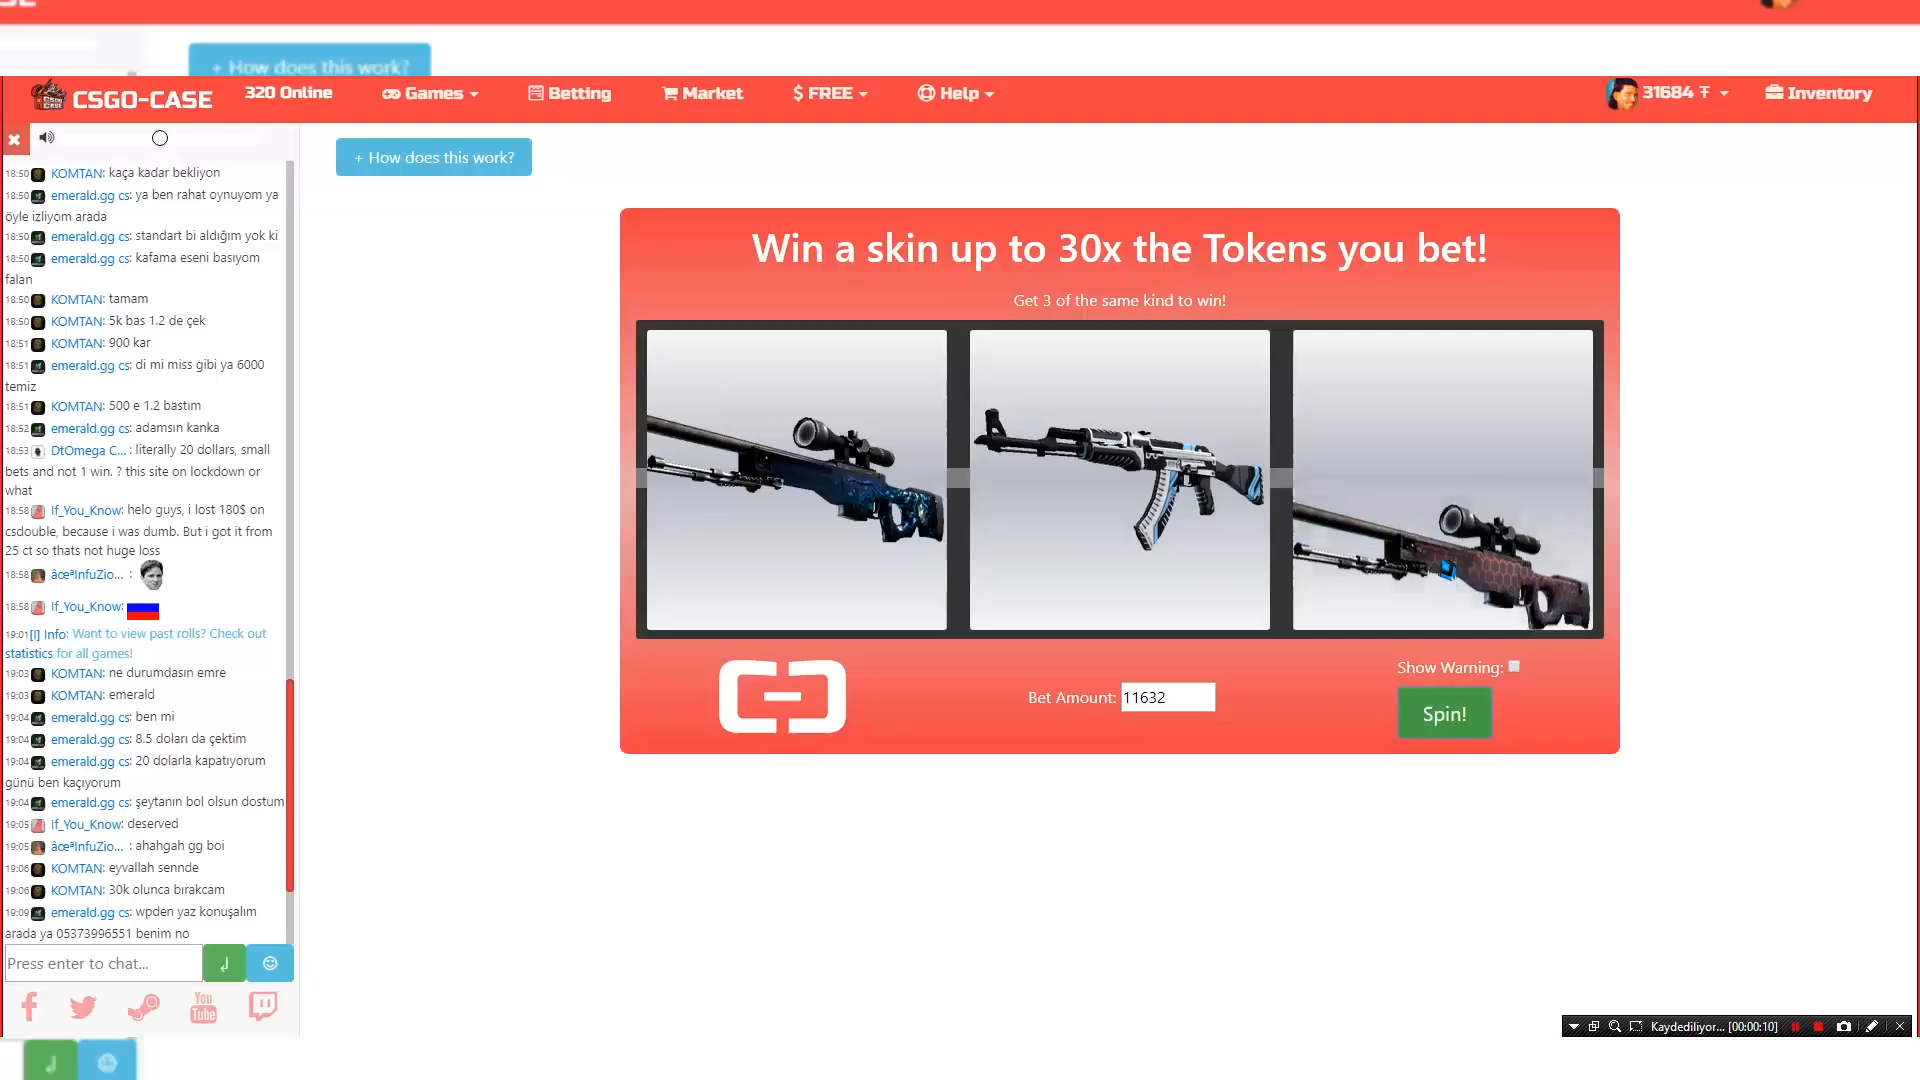 + How does this work?
CSGO-CASE
320 Online
Games
Betting
Market
$ FREE
Help
31684
Inventory
18:50 KOMTAN: kaça kadar bekliyon
18:50 emerald.gg cs: ya ben rahat oynuyom ya
öyle izliyom arada
18:50 emerald.gg cs: standart bi aldığım yok ki
18:50 emerald.gg cs: kafama eseni basıyom
falan
18:50 KOMTAN: tamam
18:50 KOMTAN: 5k bas 1.2 de çek
18:51 KOMTAN: 900 kar
18:51 emerald.gg cs: di mi miss gibi ya 6000
temiz
18:51 KOMTAN: 500 e 1.2 bastım
18:52 emerald.gg cs: adamsın kanka
18:53 DtOmega C... : literally 20 dollars, small
bets and not 1 win. ? this site on lockdown or
what
18:58 If_You_Know: helo guys, i lost 180$ on
csdouble, because i was dumb. But i got it from
25 ct so thats not huge loss
18:58 âœªInfuZio... :
18:58 If_You_Know:
19:01 [I] Info: Want to view past rolls? Check out
statistics for all games!
19:03 KOMTAN: ne durumdasın emre
19:03 KOMTAN: emerald
19:04 emerald.gg cs: ben mi
19:04 emerald.gg cs: 8.5 doları da çektim
19:04 emerald.gg cs: 20 dolarla kapatıyorum
günü ben kaçıyorum
19:04 emerald.gg cs: şeytanın bol olsun dostum
19:05 If_You_Know: deserved
19:05 âœªInfuZio... : ahahgah gg boi
19:06 KOMTAN: eyvallah sennde
19:06 KOMTAN: 30k olunca bırakcam
19:09 emerald.gg cs: wpden yaz konuşalım
arada ya 05373996551 benim no
Press enter to chat...
You
Tube
+ How does this work?
Win a skin up to 30x the Tokens you bet!
Get 3 of the same kind to win!
Bet Amount: 11632
Show Warning:
Spin!
Kaydediliyor... [00:00:10]